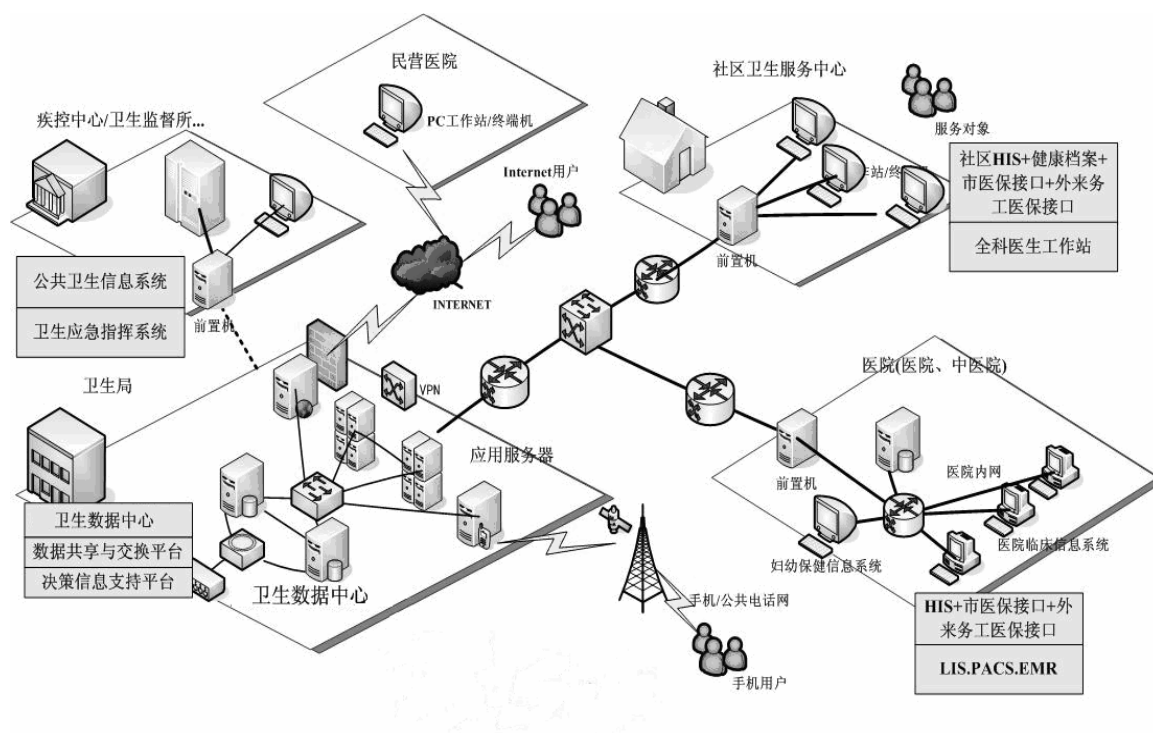 民营医院
PC工作站/终端机
疾控中心/卫生监督所...
公共卫生信息系统
卫生应急指挥系统
前置机
Internet用户
INTERNET
社区卫生服务中心
服务对象
站/终
前置机
社区HIS+健康档案+
市医保接口+外来务
工医保接口
全科医生工作站
卫生局
VPN
应用服务器
卫生数据中心
数据共享与交换平台
决策信息支持平台
卫生数据中心
医院(医院、中医院)
前置机
医院内网
医院临床信息系统
妇幼保健信息系统
HIS+市医保接口+外
来务工医保接口
LIS.PACS.EMR
手机/公共电话网
手机用户